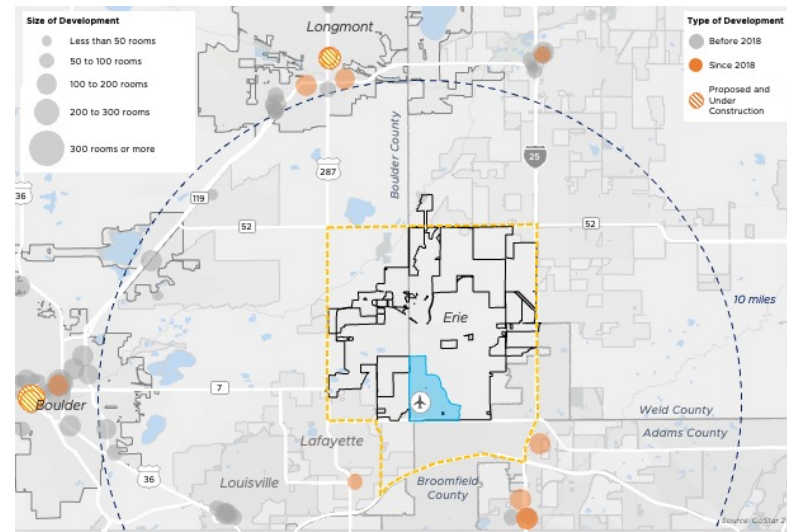 Size of Development
Less than 50 rooms
50 to 100 rooms
100 to 200 rooms
200 to 300 rooms
300 rooms or more
Type of Development
Before 2018
Since 2018
Proposed and
Under
Construction
Longmont
Boulder County
287
25
36
119
52
52
10 miles
Erie
7
Boulder
Weld County
Adams County
Lafayette
36
Louisville
Broomfield
County
Source: CoStar 2